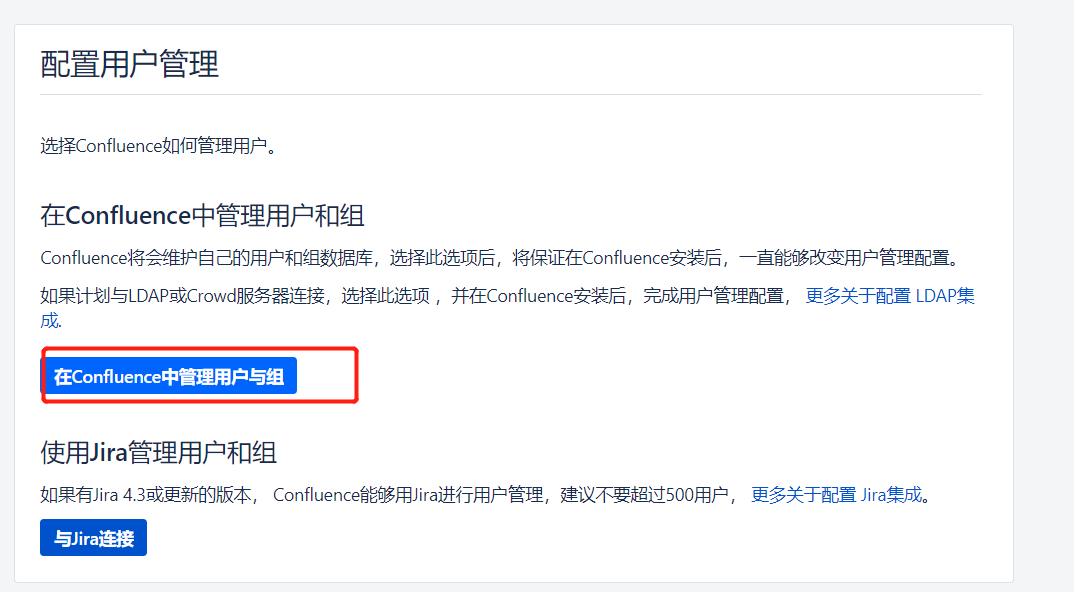 配置用户管理
选择Confluence如何管理用户。
在Confluence中管理用户和组
Confluence将会维护自己的用户和组数据库，选择此选项后，将保证在Confluence安装后，一直能够改变用户管理配置。
如果计划与LDAP或Crowd服务器连接，选择此选项 ，并在Confluence安装后，完成用户管理配置， 更多关于配置 LDAP集
成.
在Confluence中管理用户与组
使用Jira管理用户和组
如果有Jira 4.3或更新的版本， Confluence能够用Jira进行用户管理，建议不要超过500用户， 更多关于配置 Jira集成。
与Jira连接